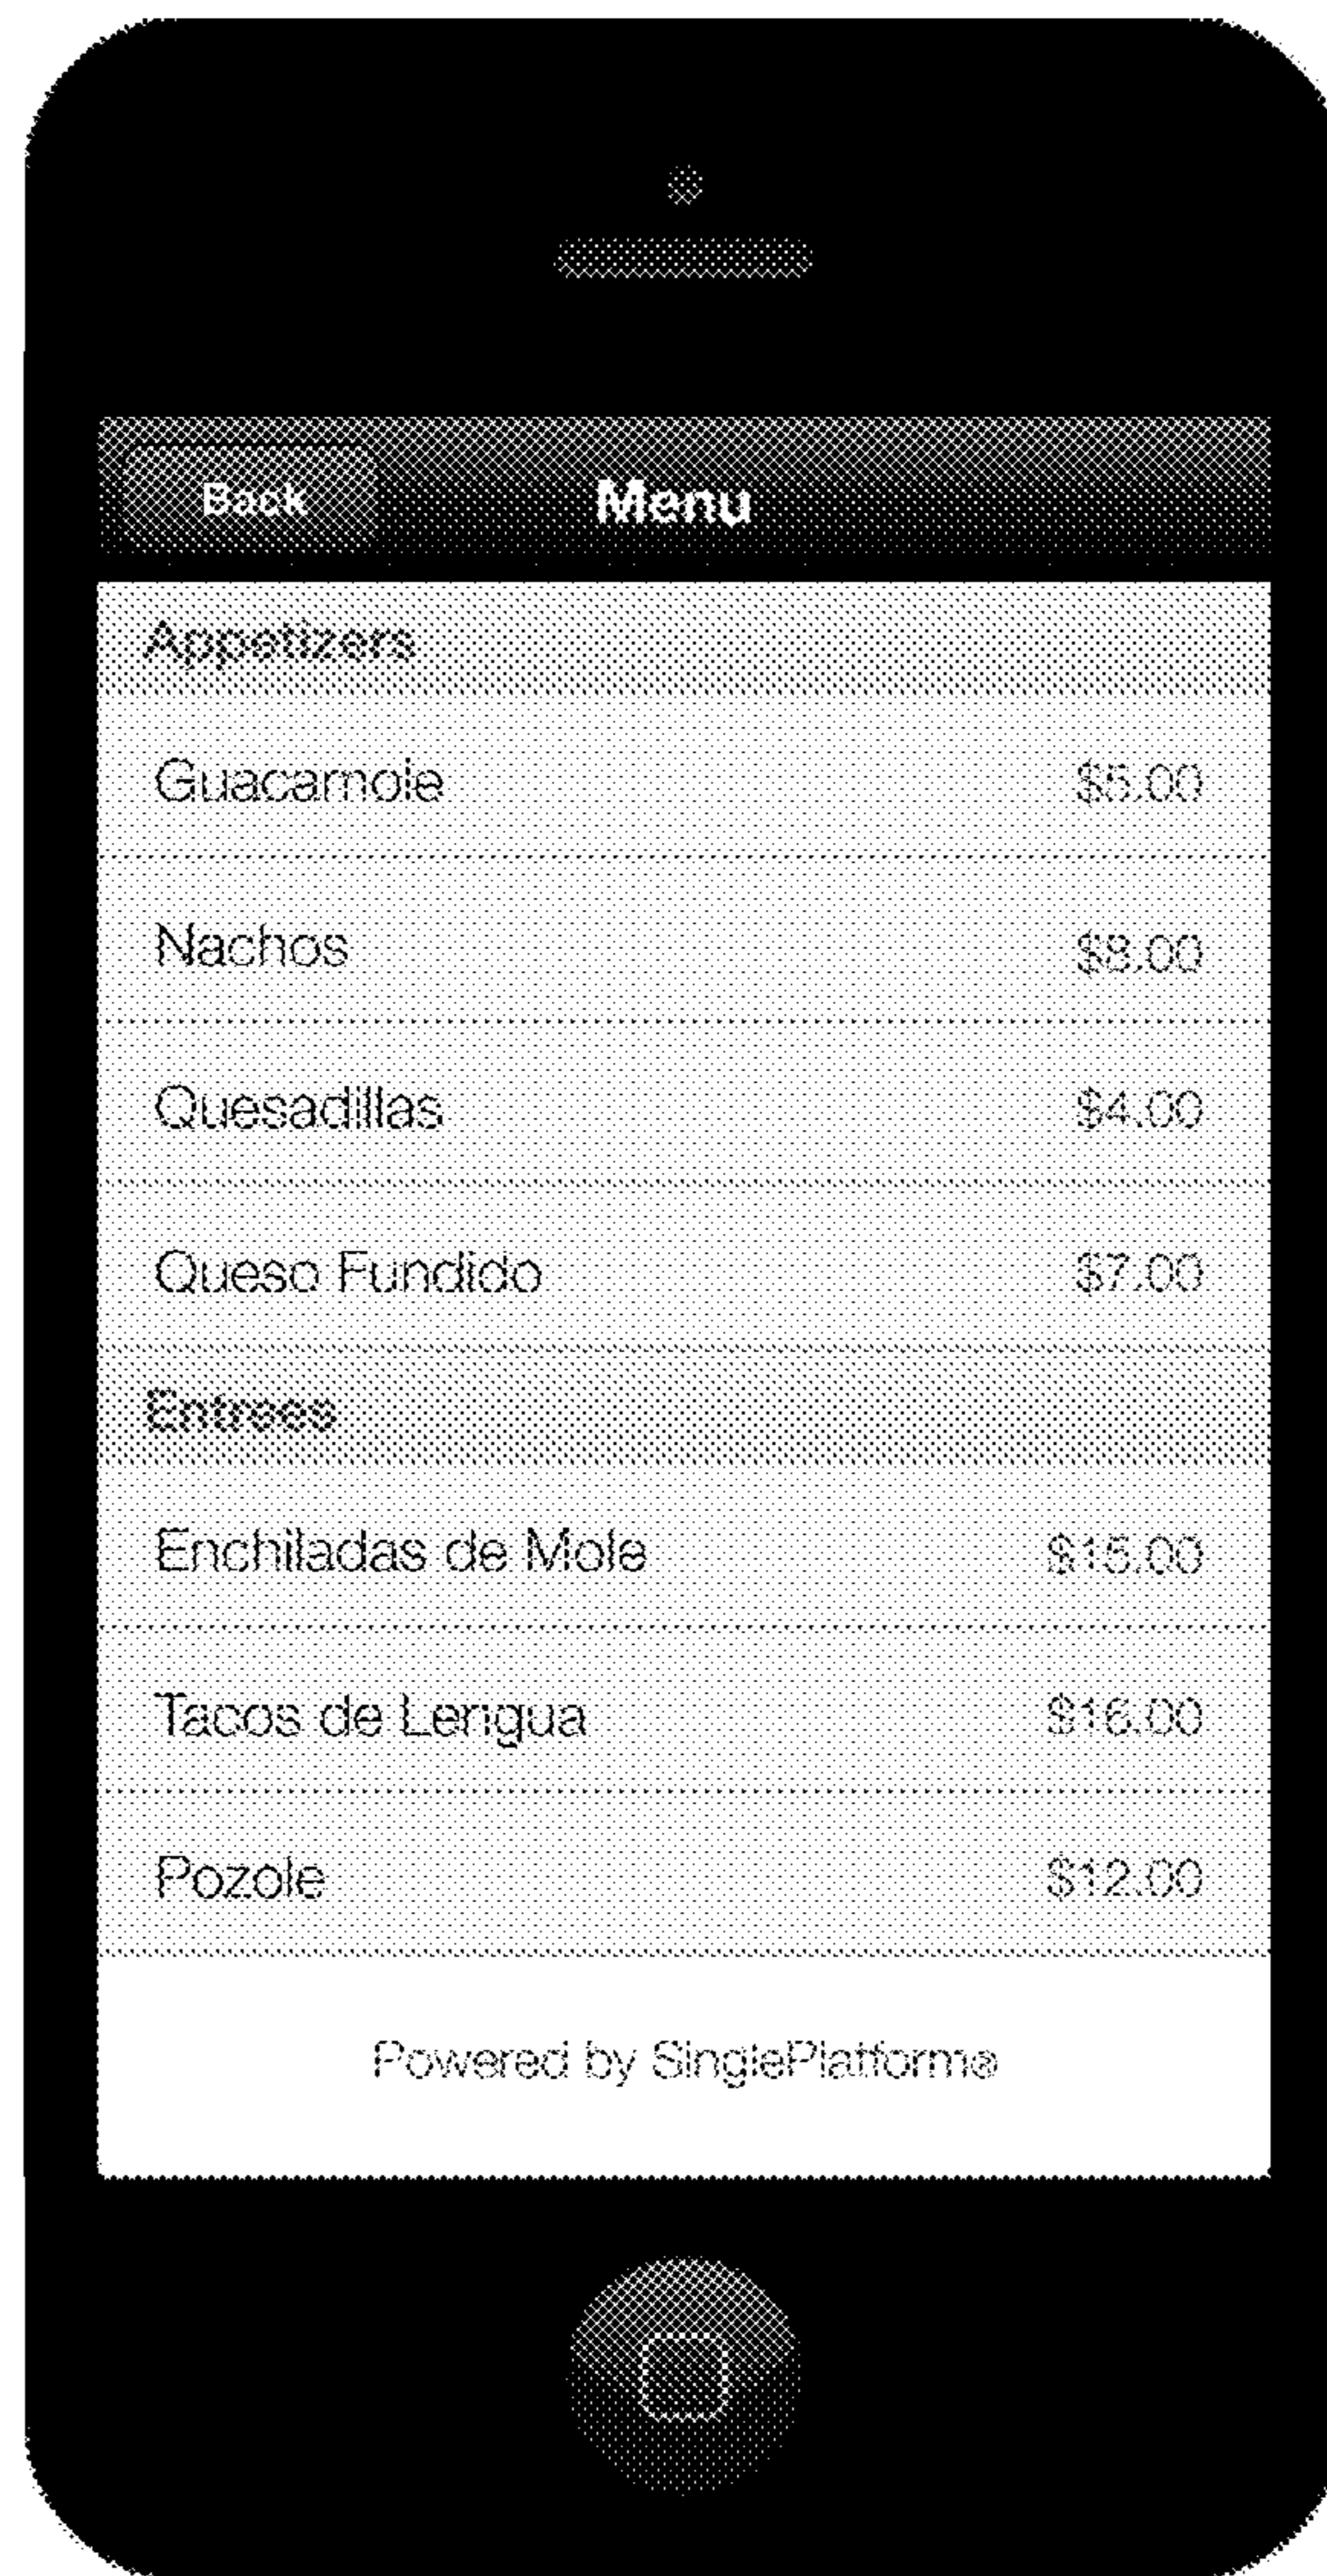 Back Menu
Appetizers
Guacamole $5.00
Nachos $8.00
Quesadillas $4.00
Queso Fundido $7.00
Entrees
Enchiladas de Mole $15.00
Tacos de Lengua $16.00
Pozole $12.00
Powered by SinglePlatform®